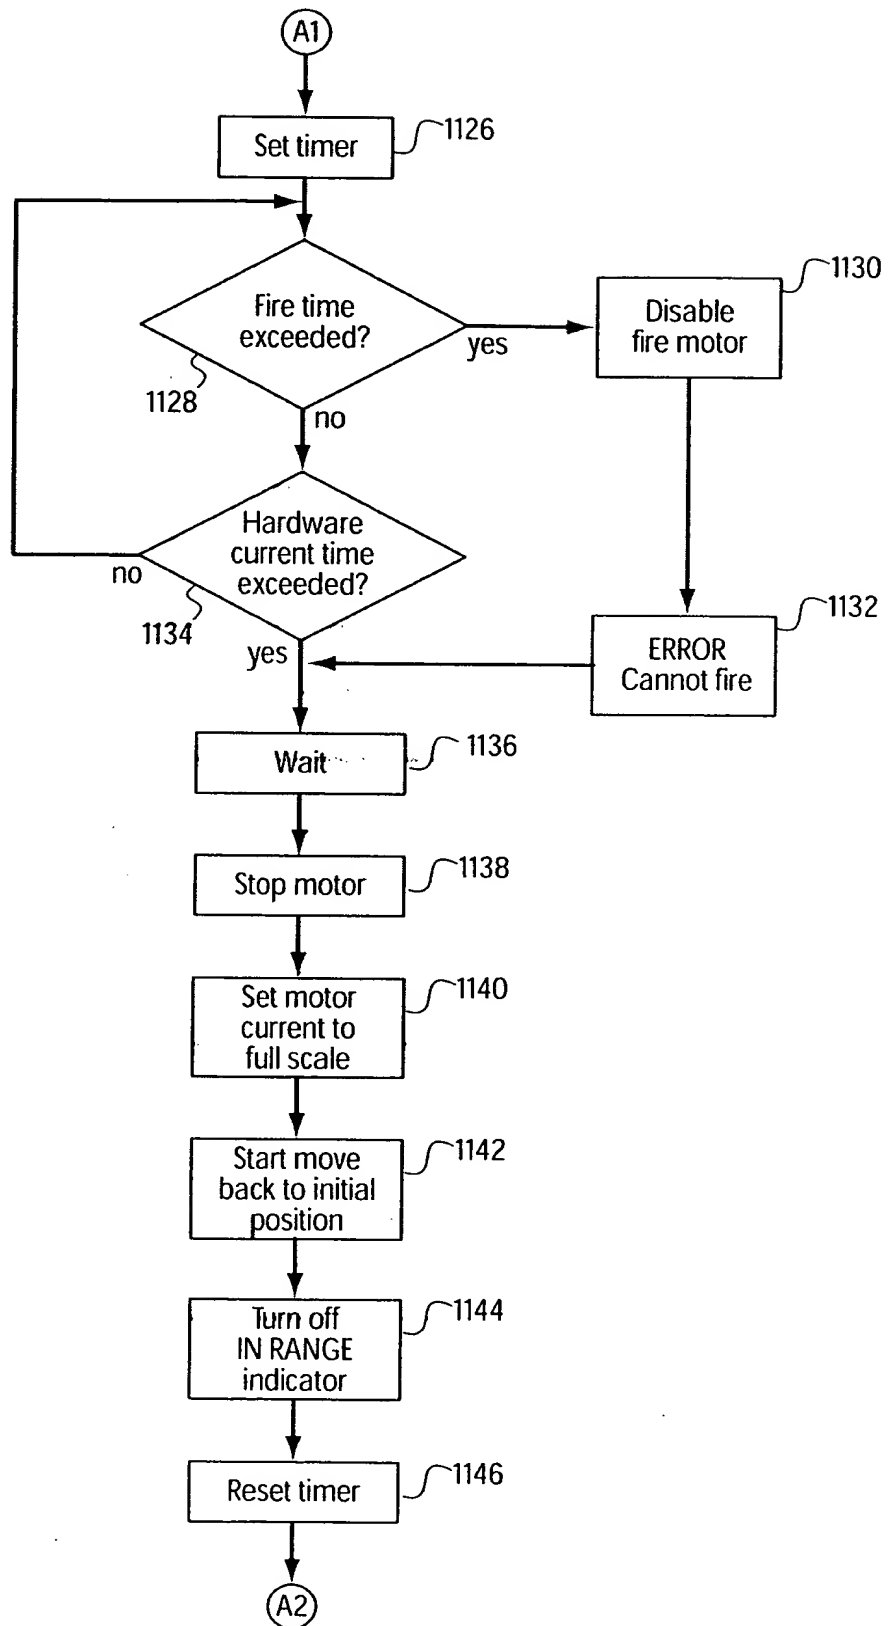 A1
Set timer
1126
Fire time
exceeded?
1128
yes
no
Disable
fire motor
1130
Hardware
current time
exceeded?
1134
no
yes
ERROR
Cannot fire
1132
Wait
1136
Stop motor
1138
Set motor
current to
full scale
1140
Start move
back to initial
position
1142
Turn off
IN RANGE
indicator
1144
Reset timer
1146
A2